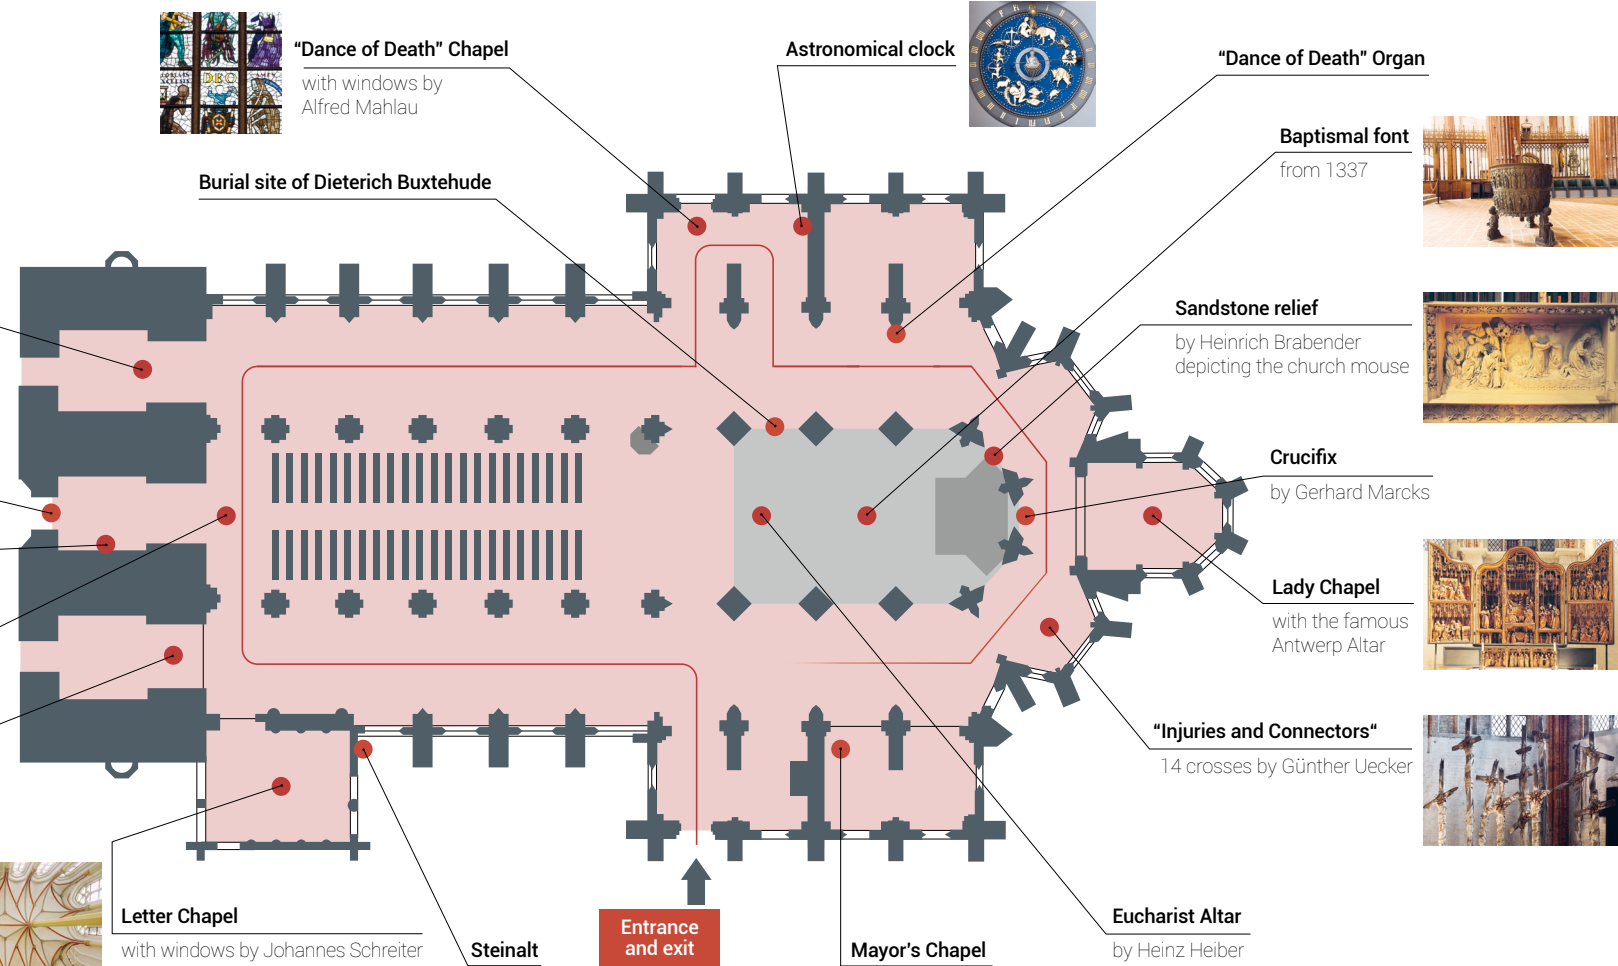 “Dance of Death” Chapel
with windows by
Alfred Mahlau
Astronomical clock
“Dance of Death” Organ
Baptismal font
from 1337
Burial site of Dieterich Buxtehude
Sandstone relief
by Heinrich Brabender
depicting the church mouse
Crucifix
by Gerhard Marcks
Lady Chapel
with the famous
Antwerp Altar
“Injuries and Connectors“
14 crosses by Günther Uecker
Letter Chapel
with windows by Johannes Schreiter
Steinalt
Entrance
and exit
Mayor's Chapel
Eucharist Altar
by Heinz Heiber
DEO